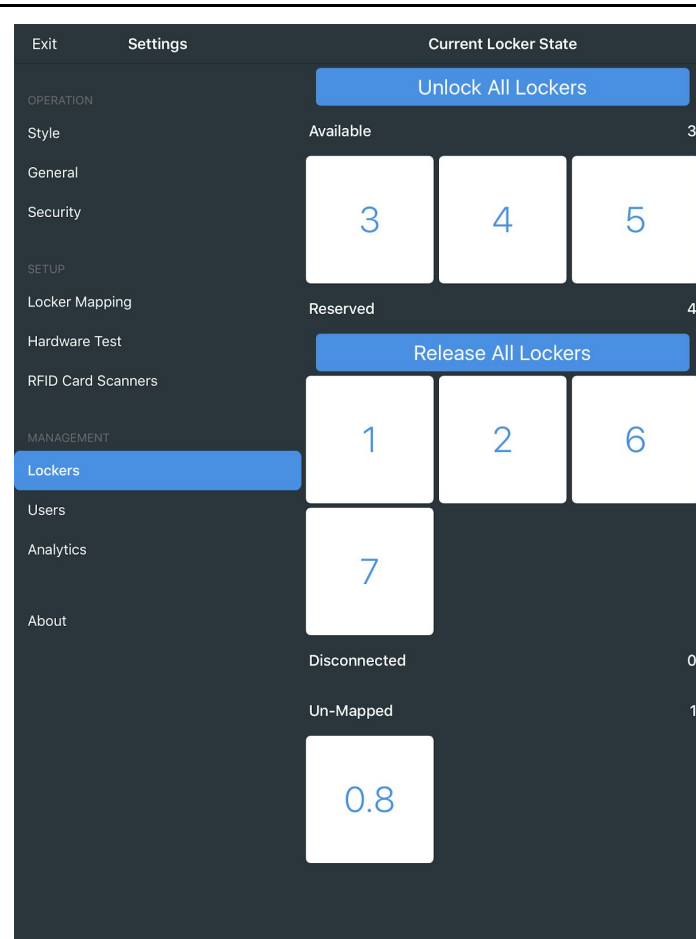 Exit
Settings
OPERATION
Style
General
Security
SETUP
Locker Mapping
Hardware Test
RFID Card Scanners
MANAGEMENT
Lockers
Users
Analytics
About
Current Locker State
Unlock All Lockers
Available 3
3 4 5
Reserved 4
Release All Lockers
1 2 6
7
Disconnected 0
Un-Mapped 1
0.8